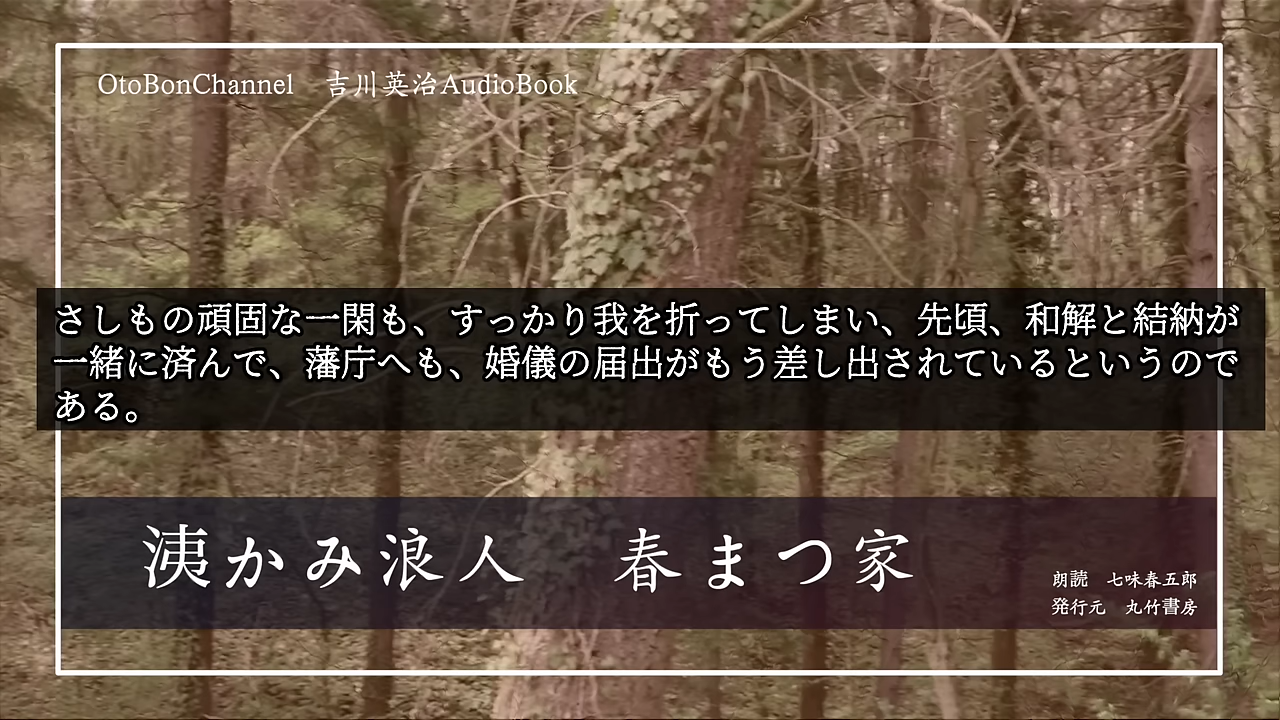 OtoBonChannel　吉川英治AudioBook
さしもの頑固な一閑も、すっかり我を折ってしまい、先頃、和解と結納が
一緒に済んで、藩庁へも、婚儀の届出がもう差し出されているというので
ある。
洟かみ浪人　春まつ家
朗読　七味春五郎
発行元　丸竹書房